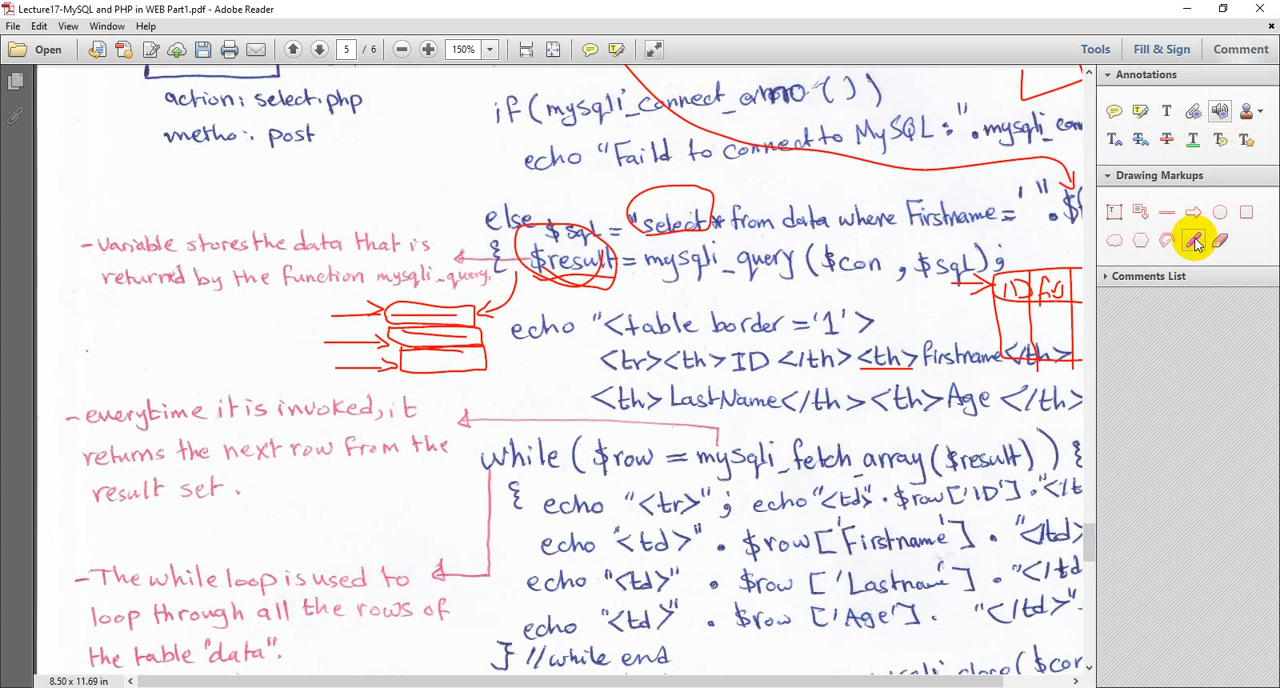 Lecture17-MySQL and PHP in WEB Part1.pdf - Adobe Reader
File Edit View Window Help
Open 5 / 6 150% Tools Fill & Sign Comment
Annotations
Drawing Markups
Comments List
action: select.php
metho:. post
if (mysqli_connect_errno ( ) )
echo "Faild to connect to MySQL:".mysqli_con
else $sql = "select * from data where Firstname=' ".$
{ $result = mysqli_query ($con , $sql);
- Variable stores the data that is
returred by the function mysqli_query.
ID
echo "<table border ='1'>
<tr><th> ID </th><th>Firstname</th>
<th> LastName</th><th> Age </th>
- everytime it is invoked, it
returns the next row from the
result set .
while ( $row = mysqli_fetch_array($result) ) {
{ echo "<tr>" ; echo "<td>" . $row['ID'] . "</t
echo "<td>" . $row ['Firstname'] . "</td>
echo "<td>" . $row ['Lastname'] . "</td
echo "<td>" . $row ['Age'] . "</td>"
} //while end
- The while loop is used to
loop through all the rows of
the table "data".
mysqli_close ($con
8.50 x 11.69 in